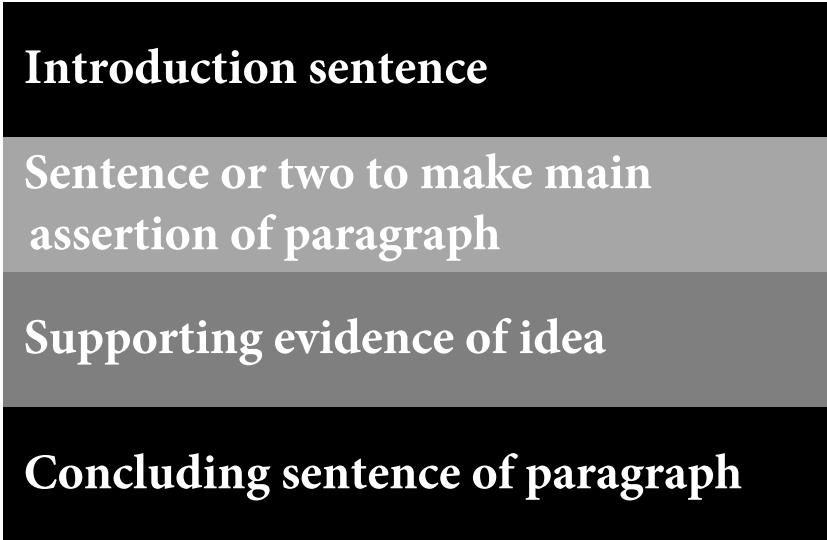 Introduction sentence
Sentence or two to make main
assertion of paragraph
Supporting evidence of idea
Concluding sentence of paragraph